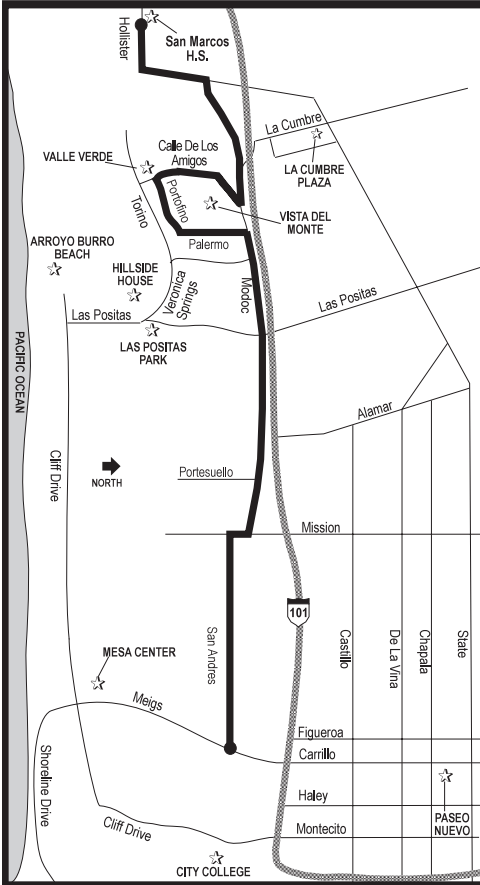 Hollister
San Marcos
H.S.
La Cumbre
LA CUMBRE
PLAZA
Calle De Los
Amigos
VALLE VERDE
Portofino
Torino
VISTA DEL
MONTE
Palermo
ARROYO BURRO
BEACH
HILLSIDE
HOUSE
Veronica
Springs
Modoc
Las Positas
Las Positas
LAS POSITAS
PARK
PACIFIC OCEAN
Alamar
Cliff Drive
NORTH
Portesuello
Mission
101
San Andres
Castillo
De La Vina
Chapala
State
MESA CENTER
Meigs
Figueroa
Carrillo
Shoreline Drive
Haley
PASEO
NUEVO
Cliff Drive
Montecito
CITY COLLEGE